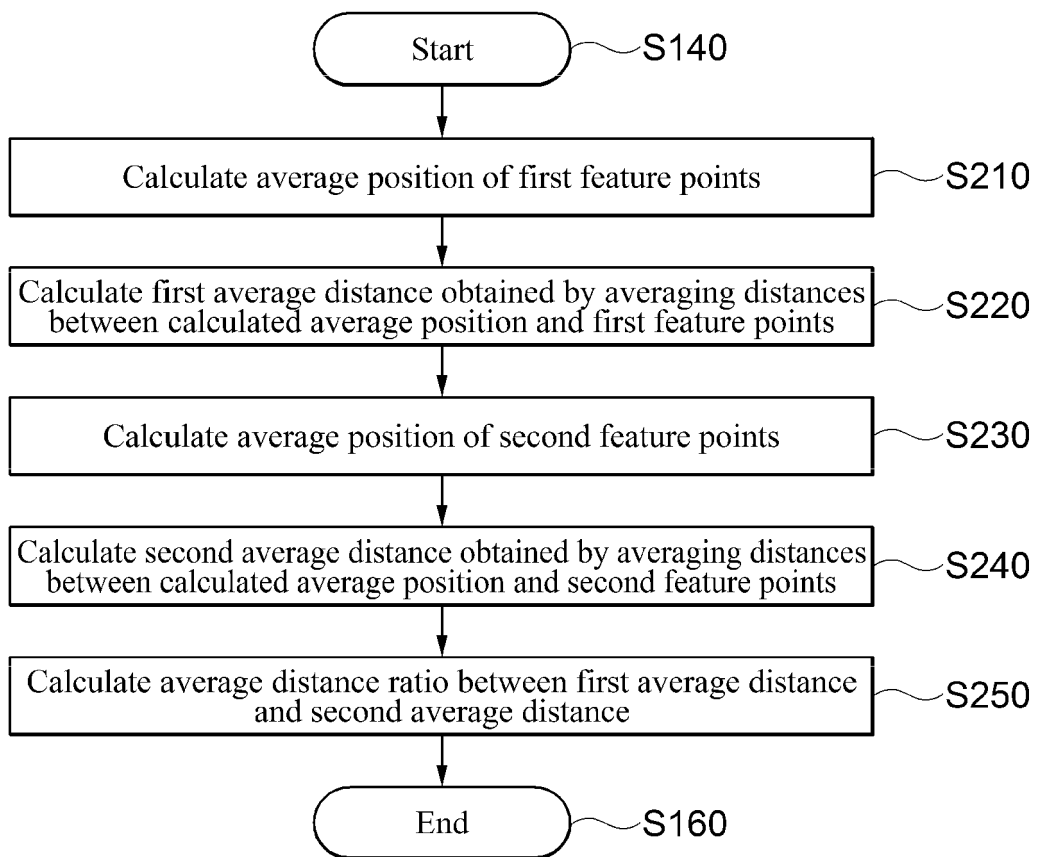 Start
S140
Calculate average position of first feature points
S210
Calculate first average distance obtained by averaging distances
between calculated average position and first feature points
S220
Calculate average position of second feature points
S230
Calculate second average distance obtained by averaging distances
between calculated average position and second feature points
S240
Calculate average distance ratio between first average distance
and second average distance
S250
End
S160